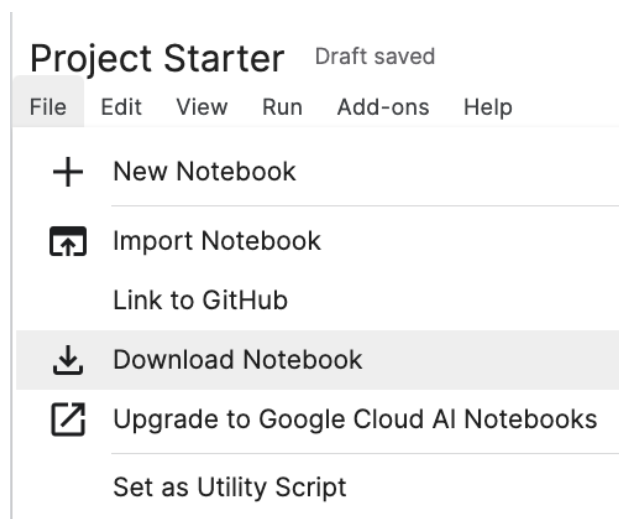 Project Starter Draft saved
File Edit View Run Add-ons Help
New Notebook
Import Notebook
Link to GitHub
Download Notebook
Upgrade to Google Cloud AI Notebooks
Set as Utility Script